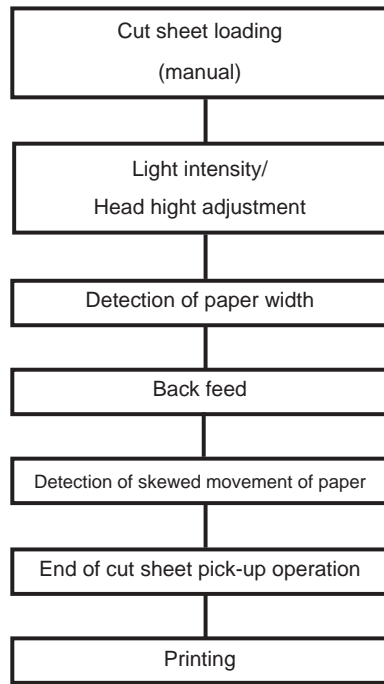 Cut sheet loading
(manual)
Light intensity/
Head hight adjustment
Detection of paper width
Back feed
Detection of skewed movement of paper
End of cut sheet pick-up operation
Printing